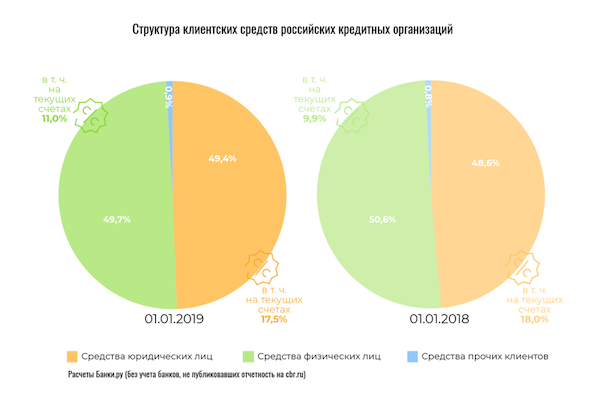 Структура клиентских средств российских кредитных организаций
в т. ч.
на
текущих
счетах
11,0%
0,9%
49,4%
49,7%
в т. ч.
на текущих
счетах
17,5%
01.01.2019
в т. ч.
на
текущих
счетах
9,9%
0,8%
48,6%
50,6%
в т. ч.
на текущих
счетах
18,0%
01.01.2018
Средства юридических лиц
Средства физических лиц
Средства прочих клиентов
Расчеты Банки.ру (без учета банков, не публиковавших отчетность на cbr.ru)